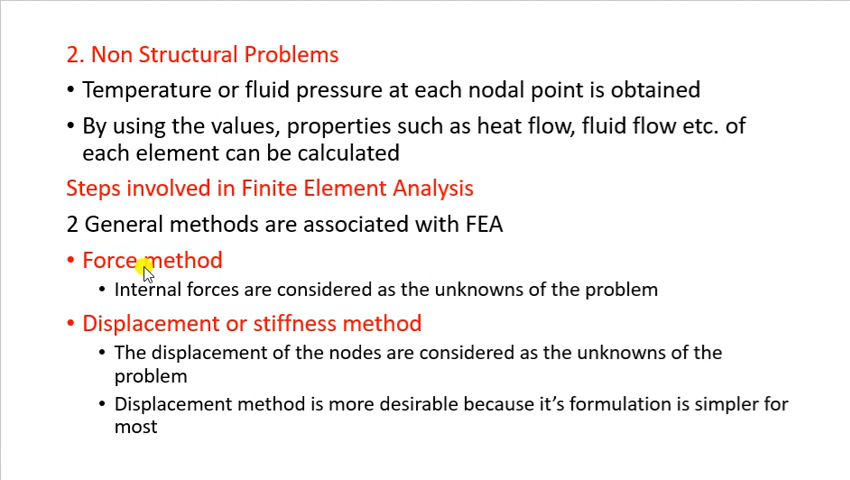 2. Non Structural Problems
• Temperature or fluid pressure at each nodal point is obtained
• By using the values, properties such as heat flow, fluid flow etc. of
each element can be calculated
Steps involved in Finite Element Analysis
2 General methods are associated with FEA
• Force method
• Internal forces are considered as the unknowns of the problem
• Displacement or stiffness method
• The displacement of the nodes are considered as the unknowns of the
problem
• Displacement method is more desirable because it's formulation is simpler for
most